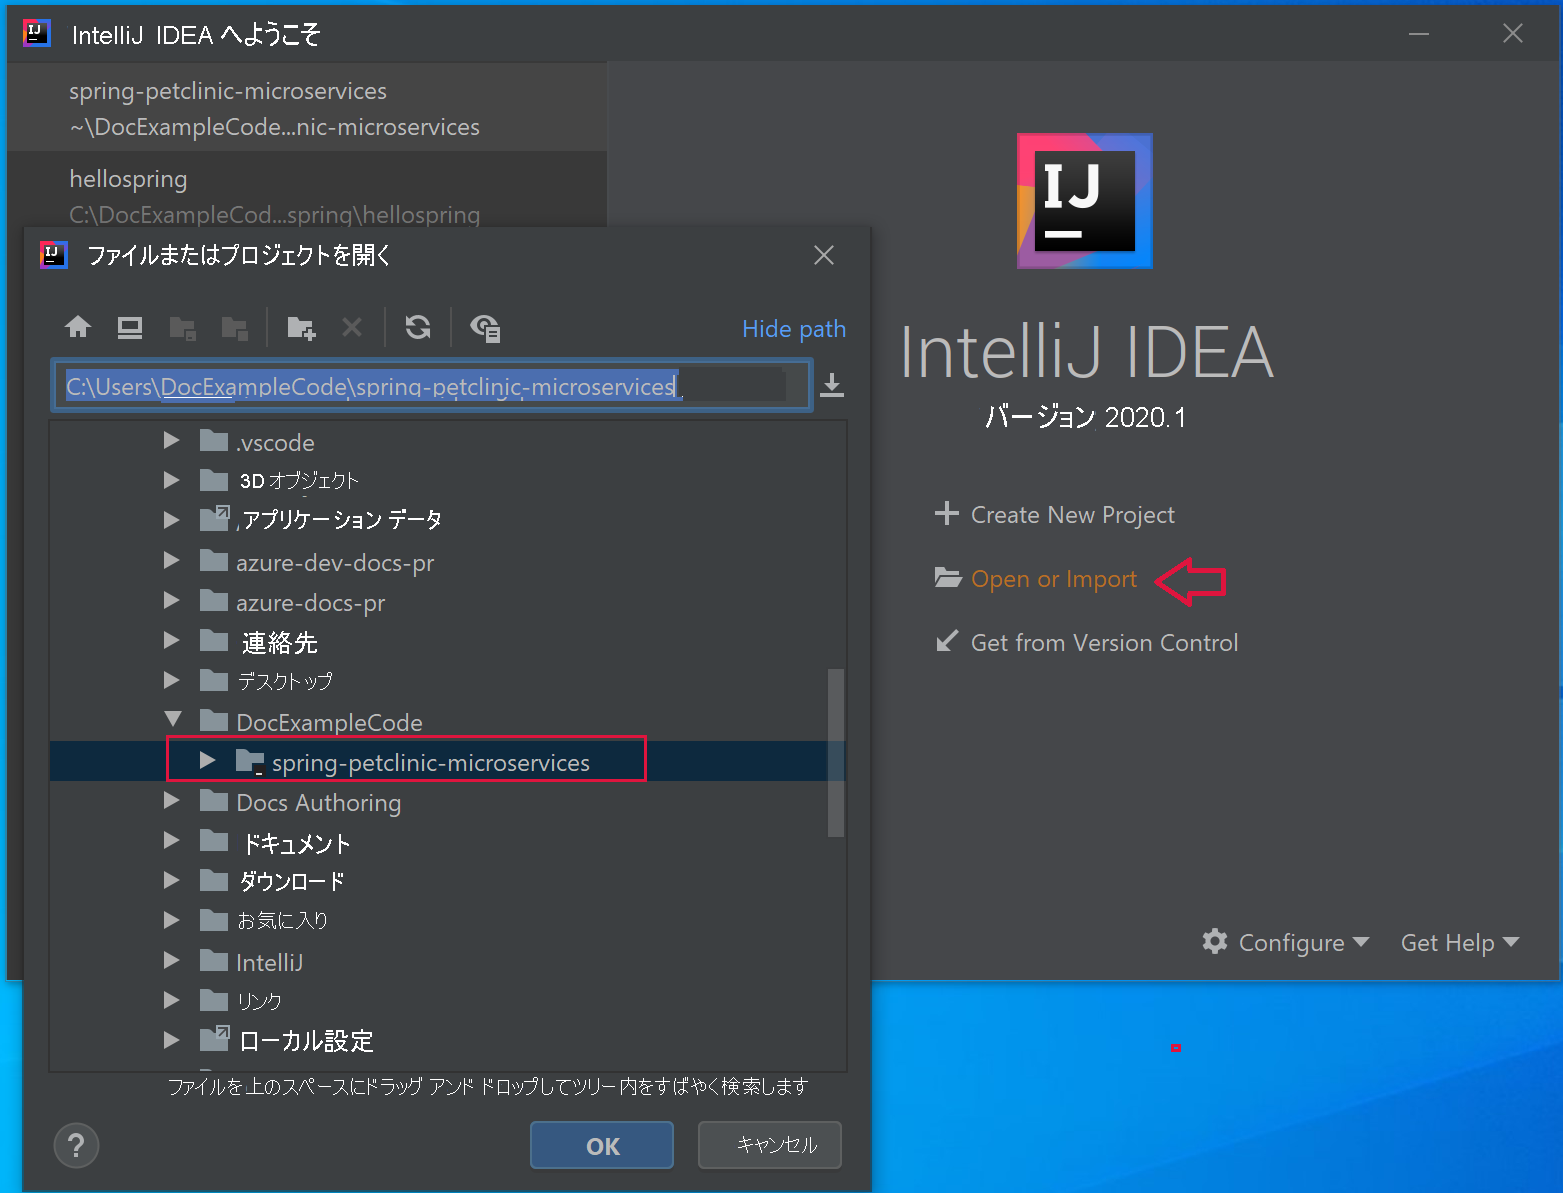 IntelliJ IDEA へようこそ
spring-petclinic-microservices
~\DocExampleCode...nic-microservices
hellospring
C:\DocExampleCod...spring\hellospring
ファイルまたはプロジェクトを開く
Hide path
C:\Users\DocExampleCode\spring-petclinic-microservices
.vscode
3D オブジェクト
アプリケーション データ
azure-dev-docs-pr
azure-docs-pr
連絡先
デスクトップ
DocExampleCode
spring-petclinic-microservices
Docs Authoring
ドキュメント
ダウンロード
お気に入り
IntelliJ
リンク
ローカル設定
ファイルを上のスペースにドラッグ アンド ドロップしてツリー内をすばやく検索します
?
OK
キャンセル
IJ
IntelliJ IDEA
バージョン 2020.1
Create New Project
Open or Import
Get from Version Control
Configure
Get Help